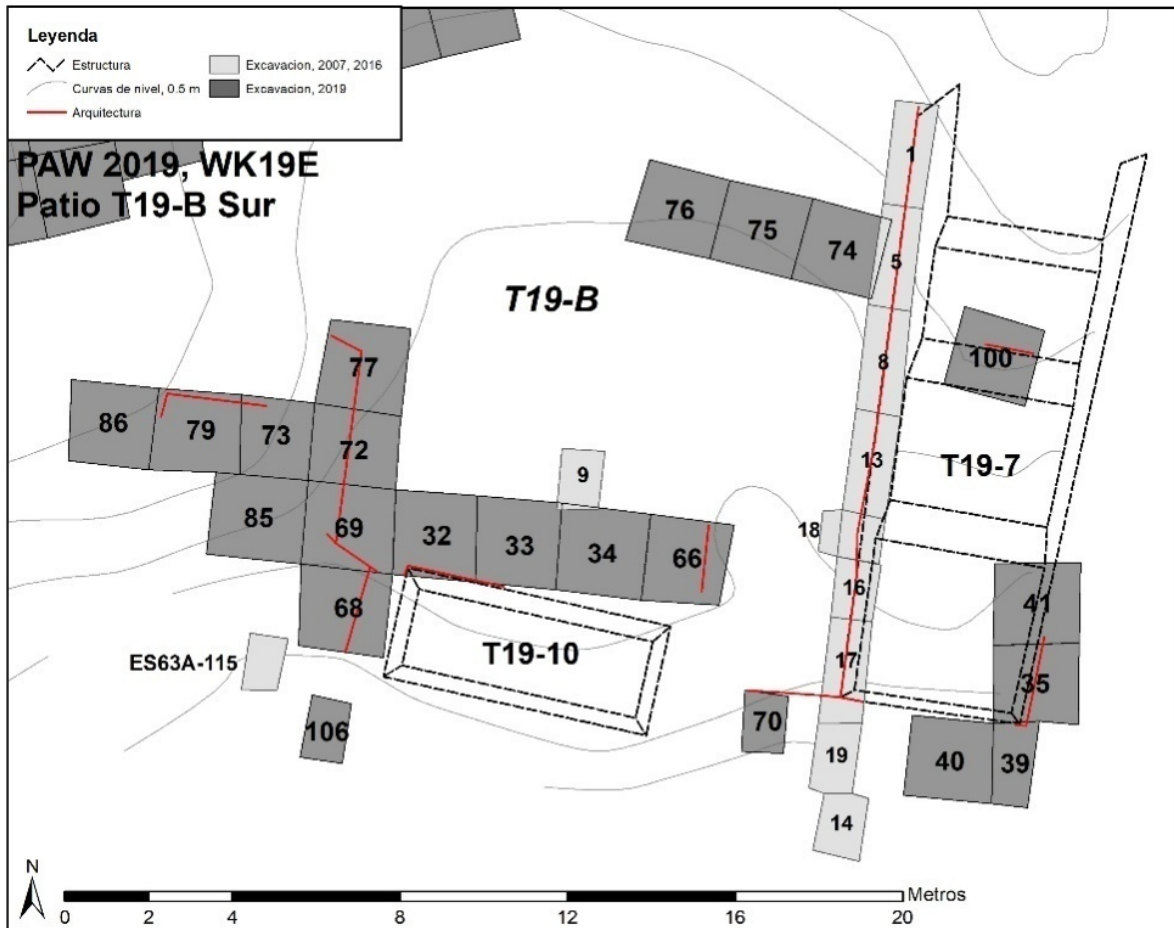 Leyenda
Estructura
Curvas de nivel, 0.5 m
Arquitectura
Excavacion, 2007, 2016
Excavacion, 2019
PAW 2019, WK19E
Patio T19-B Sur
1
76
75
74
5
T19-B
77
8
100
86
79
73
72
13
T19-7
9
85
69
32
33
34
66
18
16
41
68
T19-10
17
35
ES63A-115
106
70
19
40
39
14
N
Metros
0 2 4 8 12 16 20